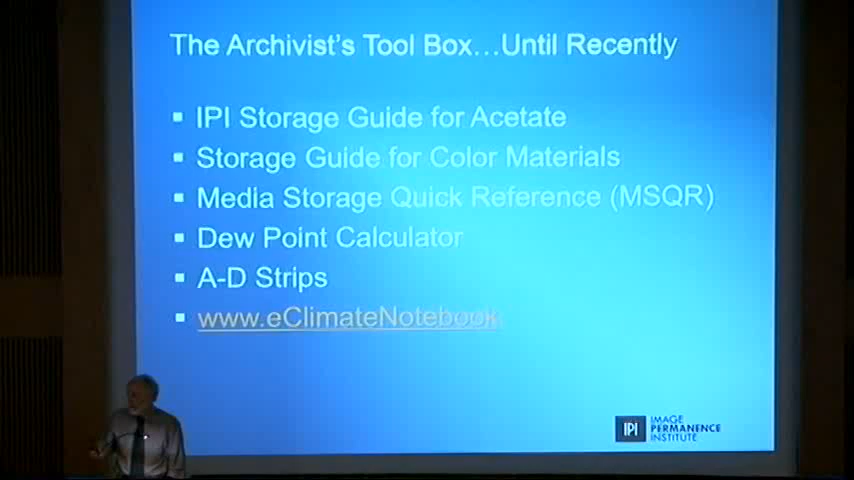 The Archivist's Tool Box...Until Recently
▪ IPI Storage Guide for Acetate
▪ Storage Guide for Color Materials
▪ Media Storage Quick Reference (MSQR)
▪ Dew Point Calculator
▪ A-D Strips
▪ www.eClimateNotebook
IPI
IMAGE
PERMANENCE
INSTITUTE